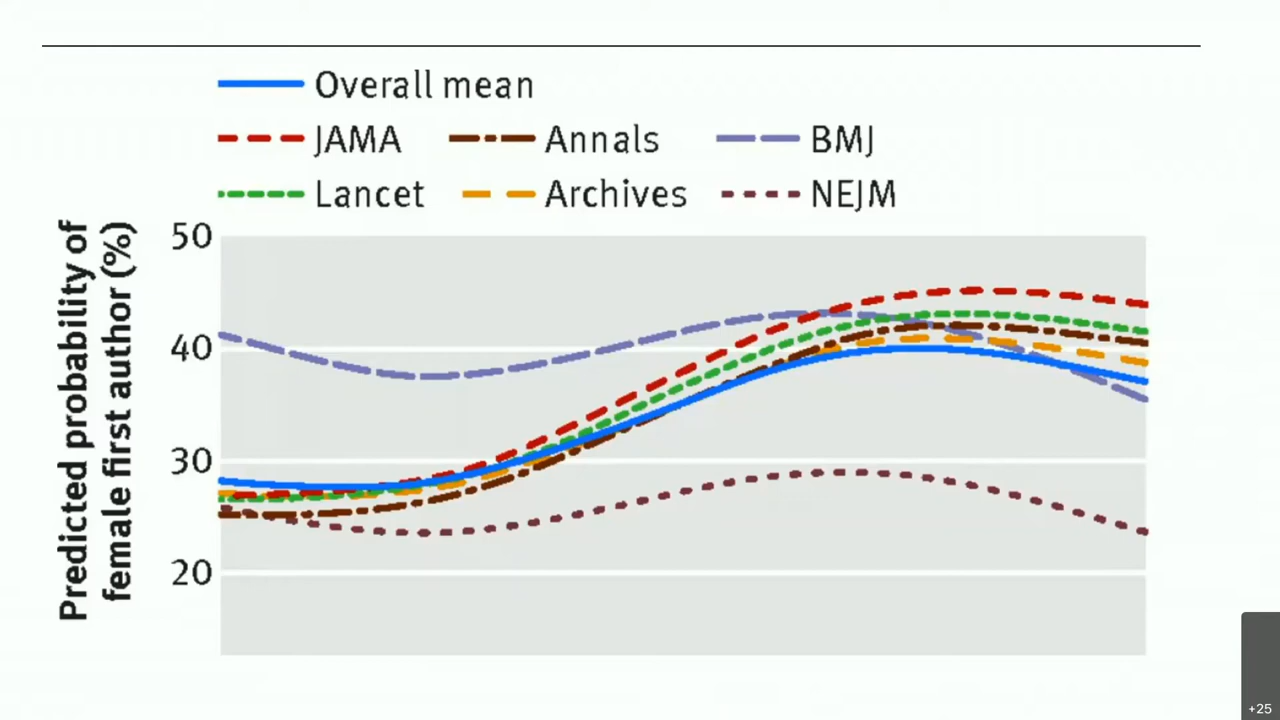 Overall mean
JAMA Annals BMJ
Lancet Archives NEJM
Predicted probability of
female first author (%)
50
40
30
20
+25